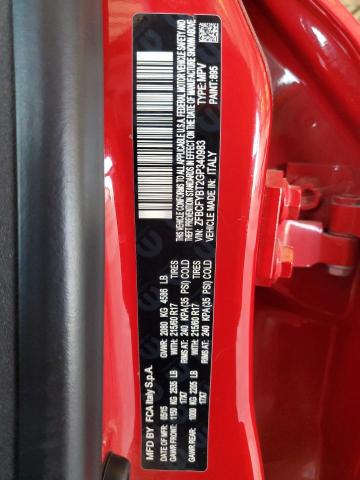 MFD BY FCA Italy S.p.A.
DATE OF MFR: 05/15 GVWR: 2080 KG 4586 LB
GAWR FRONT: 1150 KG 2535 LB WITH: 215/60 R17 TIRES
RIMS AT: 17X7 240 KPA(35 PSI) COLD
GAWR REAR: 1000 KG 2205 LB WITH: 215/60 R17 TIRES
RIMS AT: 17X7 240 KPA(35 PSI) COLD
THIS VEHICLE CONFORMS TO ALL APPLICABLE U.S.A. FEDERAL MOTOR VEHICLE SAFETY
STANDARDS IN EFFECT ON THE DATE OF MANUFACTURE SHOWN ABOVE.
VIN: ZFBCFYBT2GP340983 TYPE: MPV
VEHICLE MADE IN: ITALY PAINT: 895